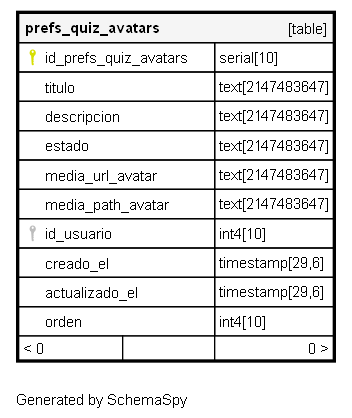 prefs_quiz_avatars [table]
id_prefs_quiz_avatars serial[10]
titulo text[2147483647]
descripcion text[2147483647]
estado text[2147483647]
media_url_avatar text[2147483647]
media_path_avatar text[2147483647]
id_usuario int4[10]
creado_el timestamp[29,6]
actualizado_el timestamp[29,6]
orden int4[10]
< 0 0 >
Generated by SchemaSpy